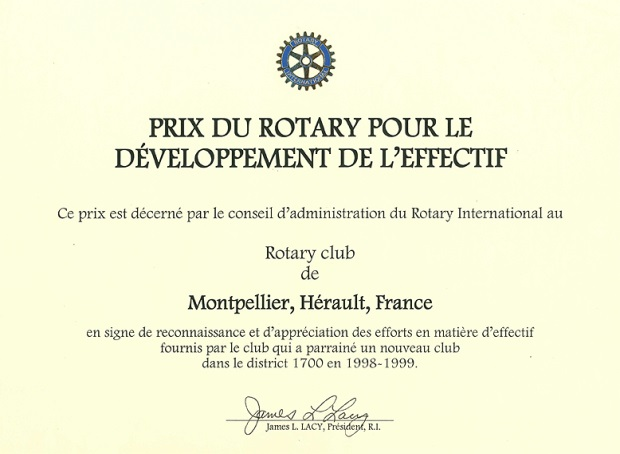 ROTARY
INTERNATIONAL
PRIX DU ROTARY POUR LE
DÉVELOPPEMENT DE L'EFFECTIF
Ce prix est décerné par le conseil d'administration du Rotary International au
Rotary club
de
Montpellier, Hérault, France
en signe de reconnaissance et d'appréciation des efforts en matière d'effectif
fournis par le club qui a parrainé un nouveau club
dans le district 1700 en 1998-1999.
James L Lacy
James L. LACY, Président, R.I.